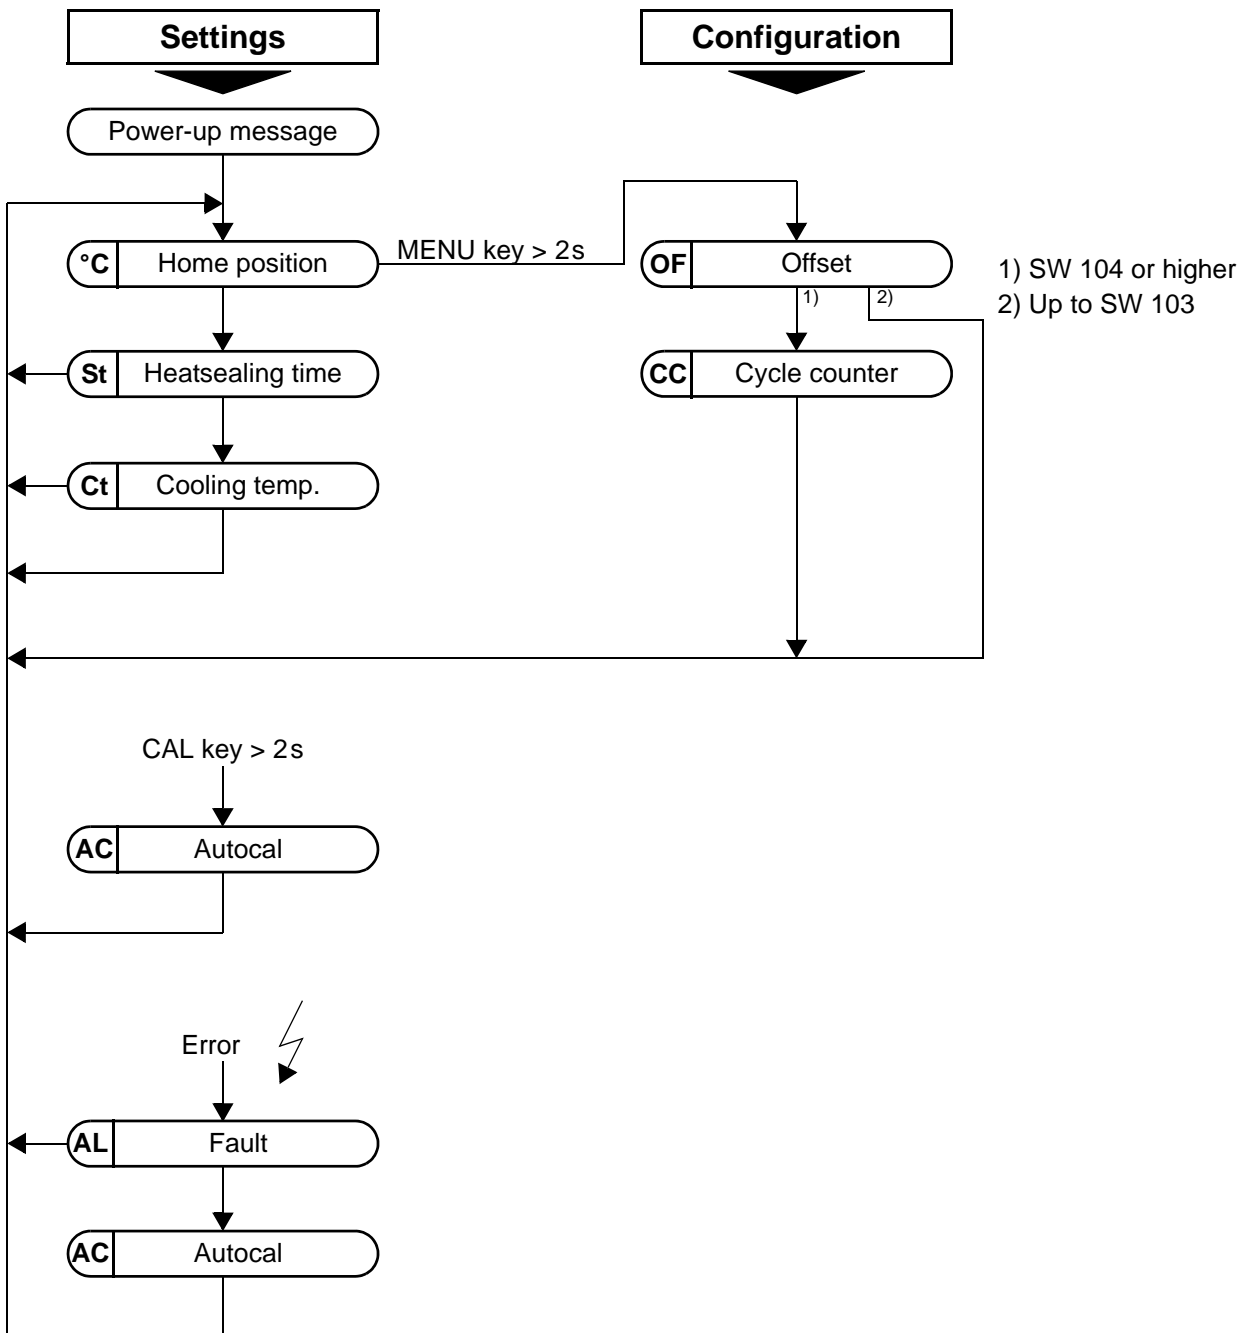 Settings
Configuration
Power-up message
°C Home position
MENU key > 2s
OF Offset
1)
2)
1) SW 104 or higher
2) Up to SW 103
St Heatsealing time
CC Cycle counter
Ct Cooling temp.
CAL key > 2s
AC Autocal
Error
AL Fault
AC Autocal